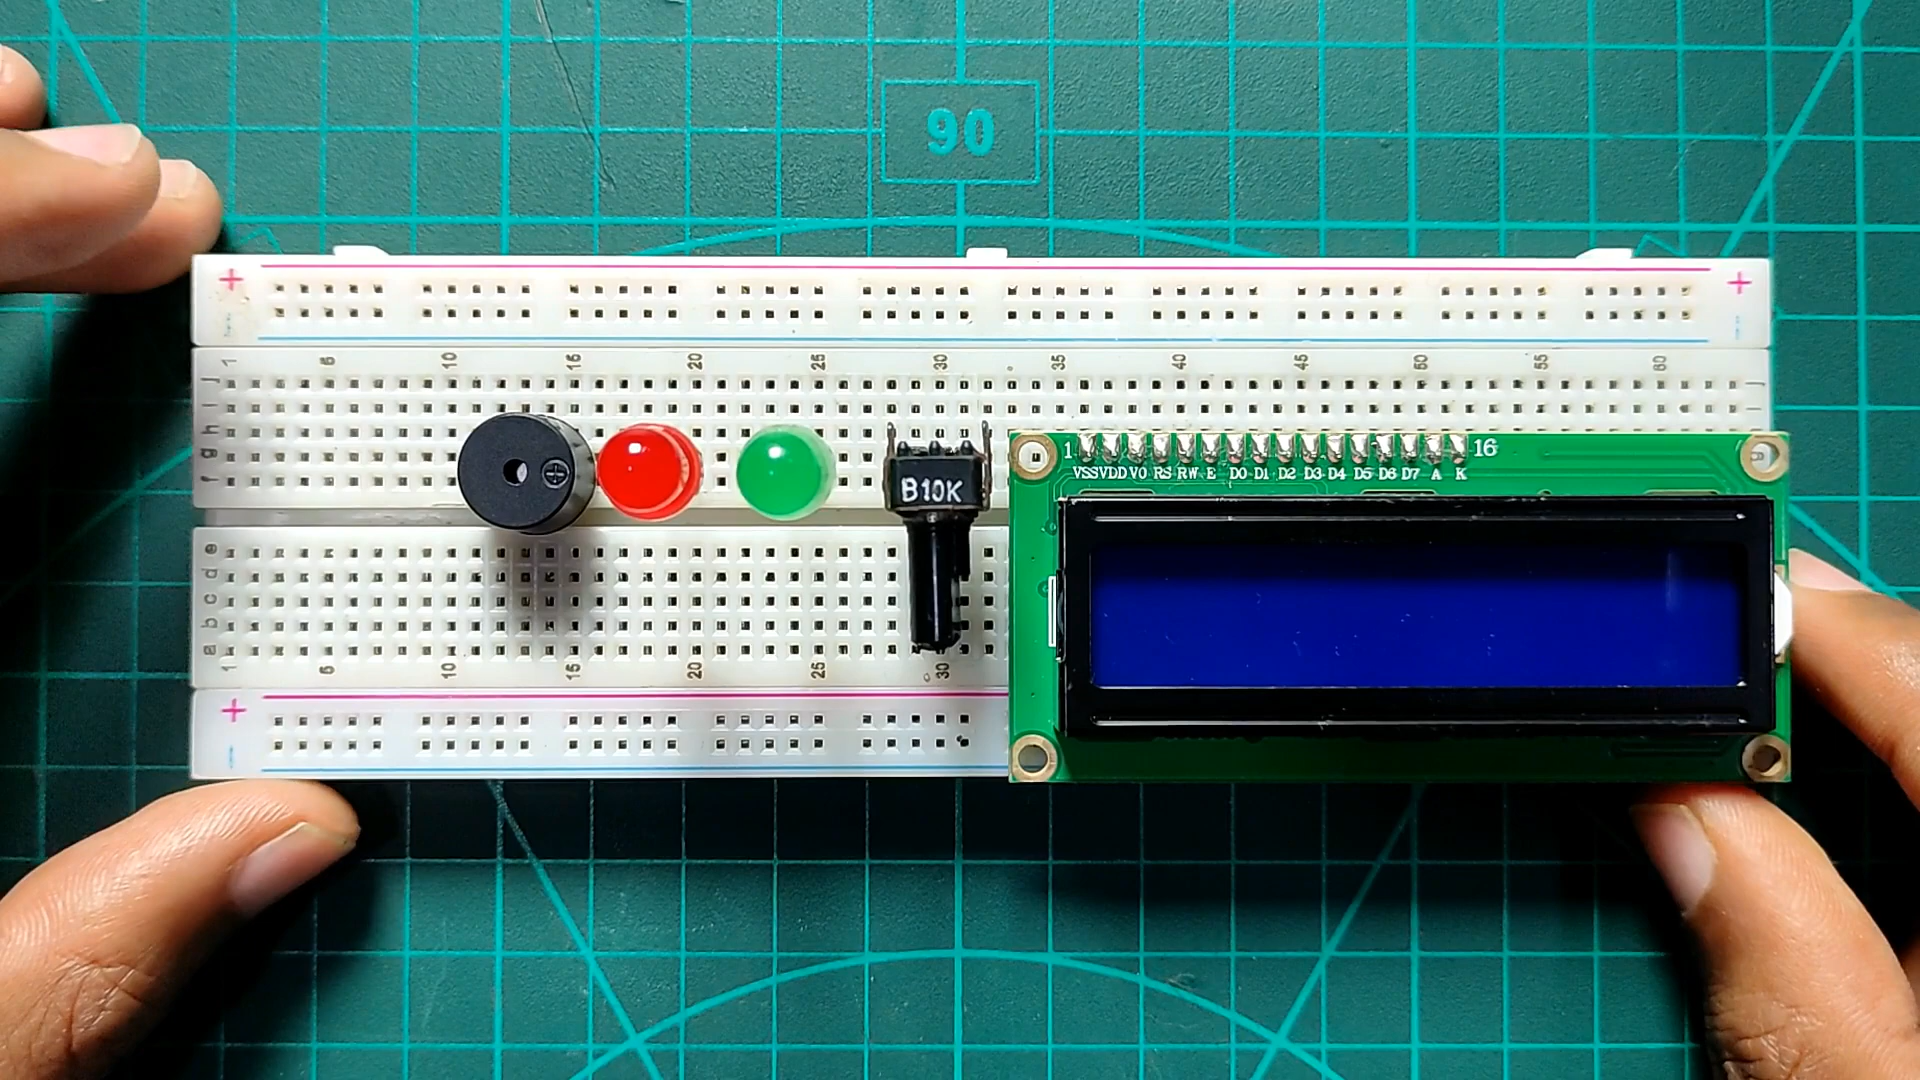 90
+ +
1 5 10 15 20 25 30 35 40 45 50 55 60
j j
i i
h
g
f
+
B10K
1 16
VSS VDD V0 RS RW E D0 D1 D2 D3 D4 D5 D6 D7 A K
e
d
c
b
a
1 5 10 15 20 25 30
+